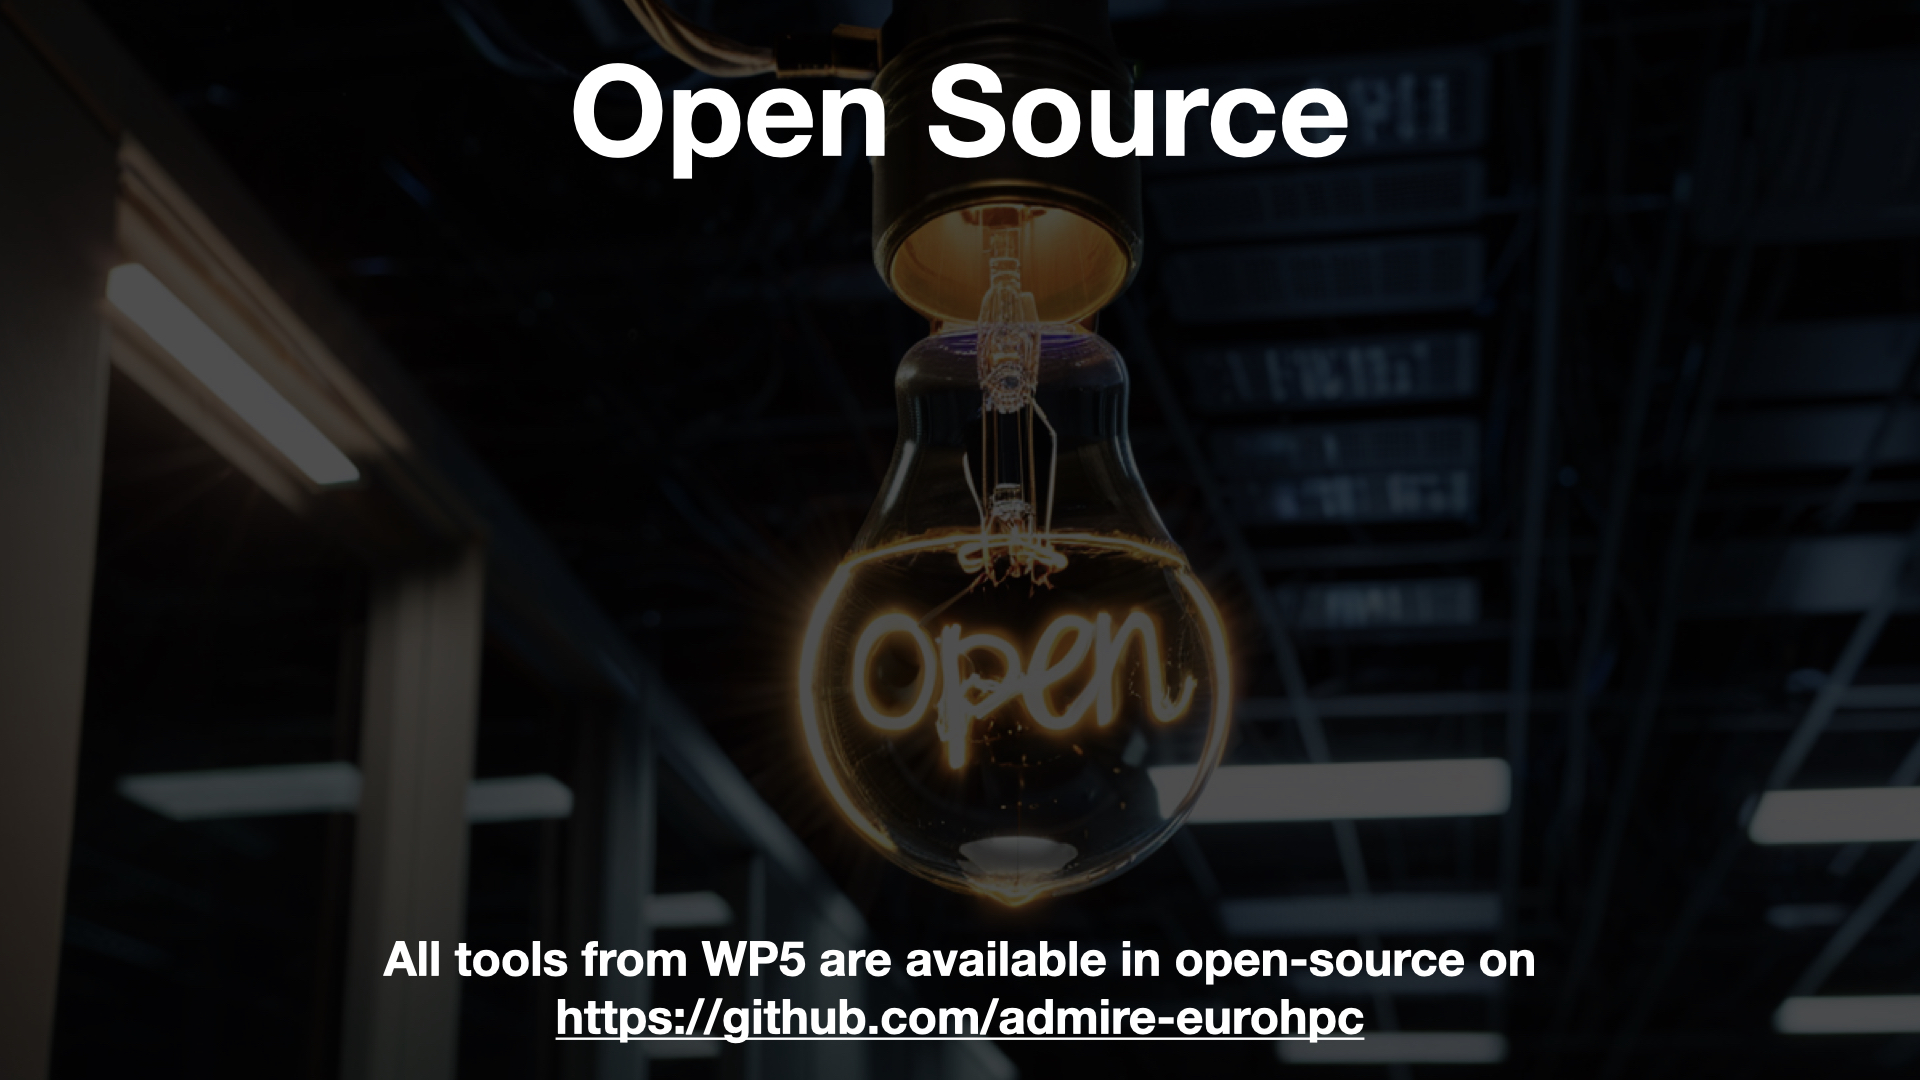 Open Source
open
All tools from WP5 are available in open-source on
https://github.com/admire-eurohpc